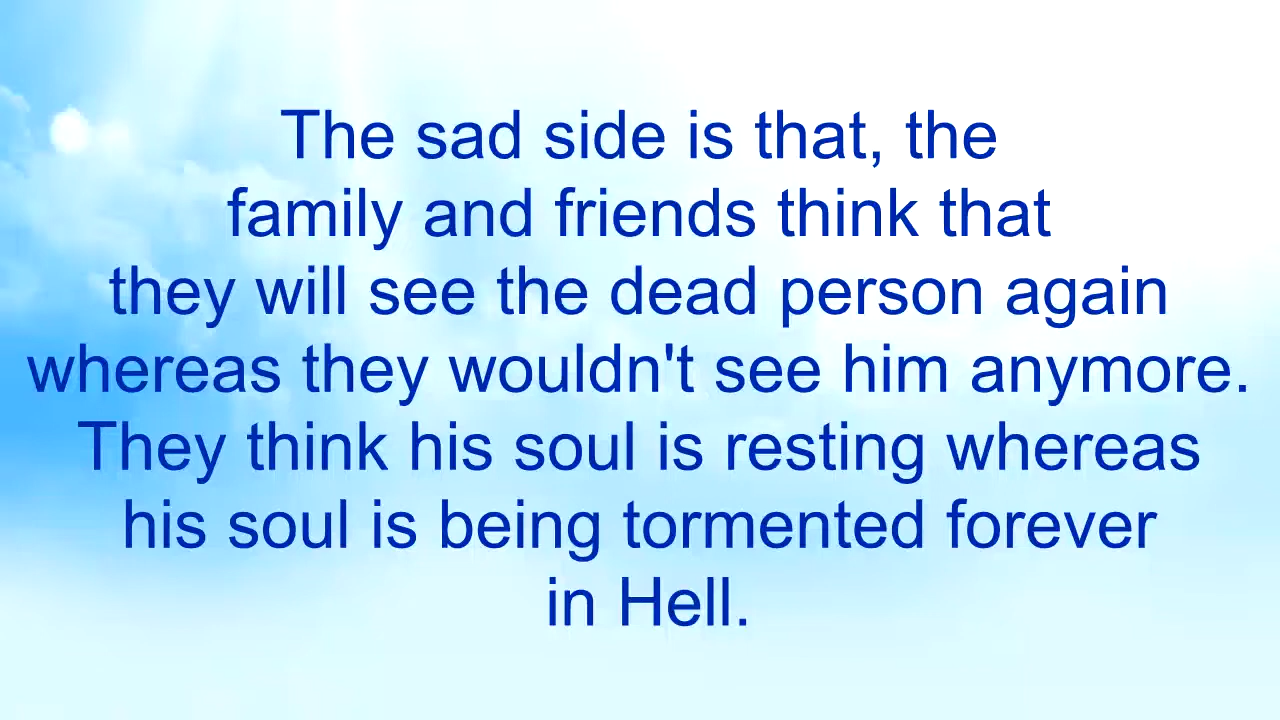 The sad side is that, the
family and friends think that
they will see the dead person again
whereas they wouldn't see him anymore.
They think his soul is resting whereas
his soul is being tormented forever
in Hell.